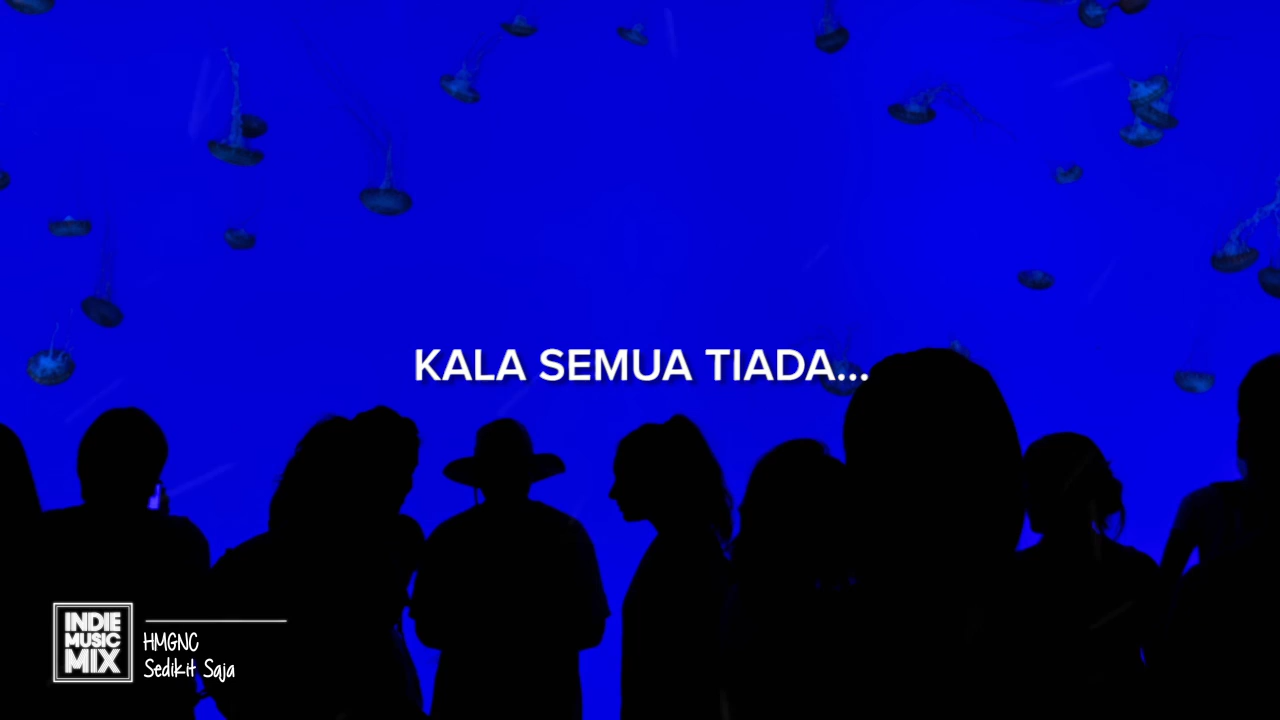 KALA SEMUA TIADA...
INDIE
MUSIC
MIX
HMGNC
Sedikit Saja